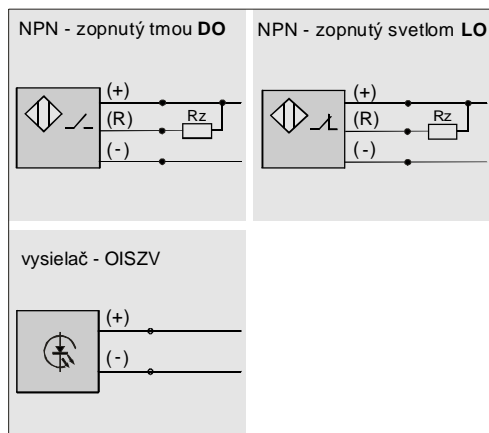 NPN - zopnutý tmou DO
(+)
(R)
Rz
(-)
NPN - zopnutý svetlom LO
(+)
(R)
Rz
(-)
vysielač - OISZV
(+)
(-)